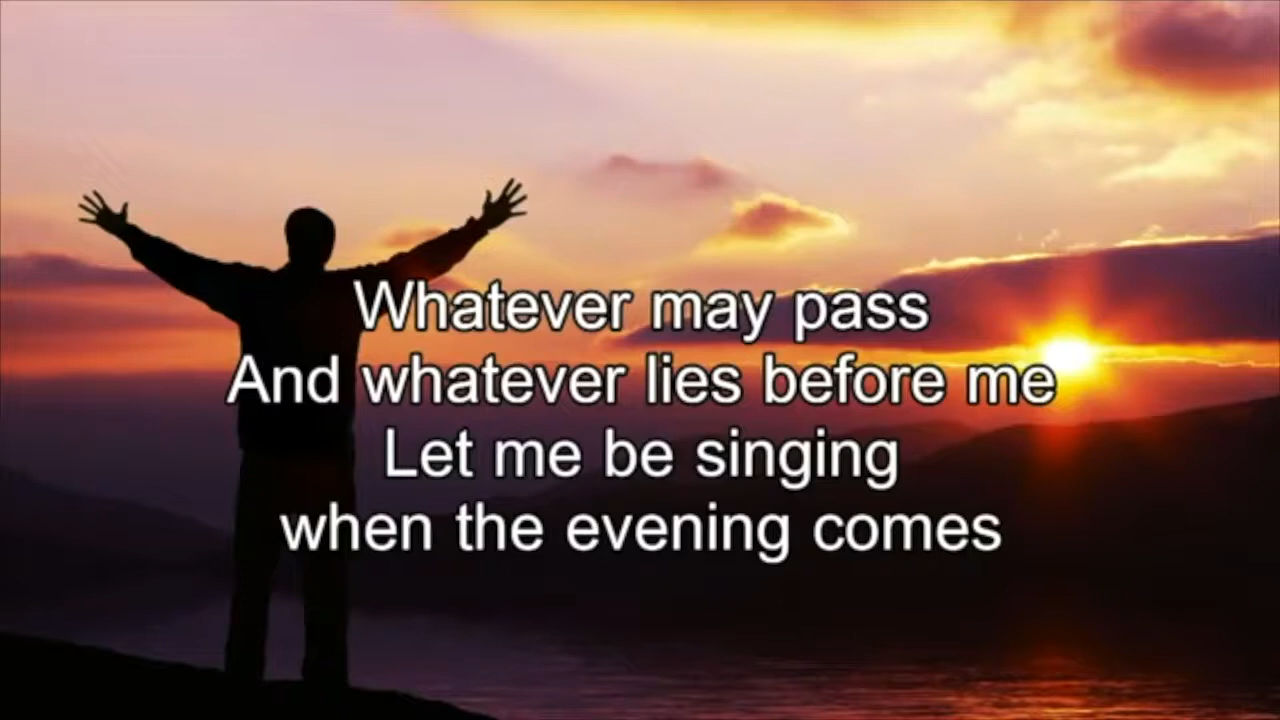 Whatever may pass
And whatever lies before me
Let me be singing
when the evening comes